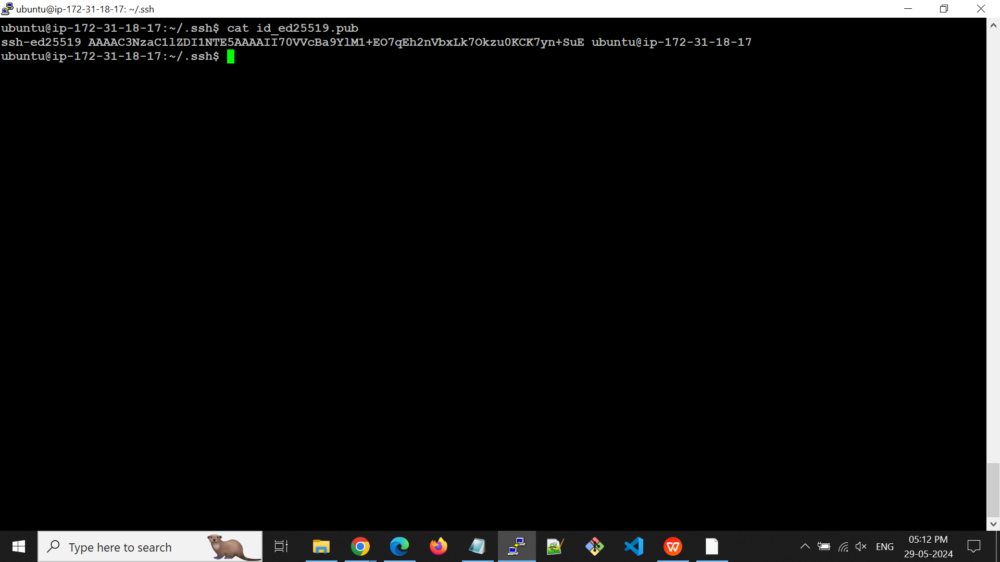 ubuntu@ip-172-31-18-17: ~/.ssh
ubuntu@ip-172-31-18-17:~/.ssh$ cat id_ed25519.pub
ssh-ed25519 AAAAC3NzaC1lZDI1NTE5AAAAII70VVcBa9YlM1+EO7qEh2nVbxLk7Okzu0KCK7yn+SuE ubuntu@ip-172-31-18-17
ubuntu@ip-172-31-18-17:~/.ssh$
Type here to search
ENG
05:12 PM
29-05-2024